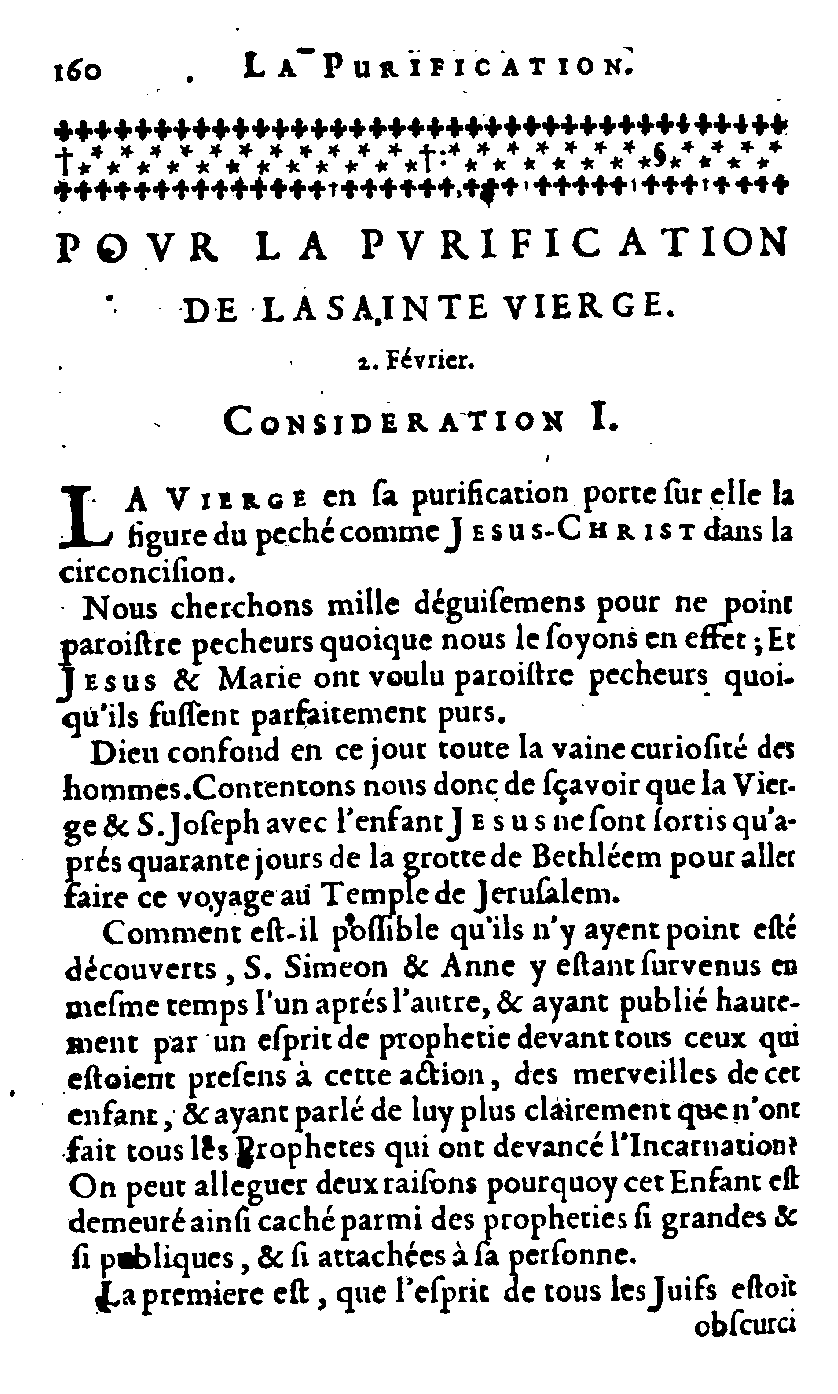 160 LA PURIFICATION.
POVR LA PVRIFICATION
DE LA SAINTE VIERGE.
2. Février.
CONSIDERATION I.
LA VIERGE en ſa purification porte ſur elle la
figure du peché comme JESUS-CHRIST dans la
circonciſion.
Nous cherchons mille déguiſemens pour ne point
paroiſtre pecheurs quoique nous le ſoyons en effet ; Et
JESUS & Marie ont voulu paroiſtre pecheurs quoi-
qu'ils fuſſent parfaitement purs.
Dieu confond en ce jour toute la vaine curioſité des
hommes. Contentons nous donc de ſçavoir que la Vier-
ge & S. Joſeph avec l'enfant JESUS ne ſont ſortis qu'a-
prés quarante jours de la grotte de Bethléem pour aller
faire ce voyage au Temple de Jeruſalem.
Comment eſt-il poſſible qu'ils n'y ayent point eſté
découverts, S. Simeon & Anne y eſtant ſurvenus en
meſme temps l'un aprés l'autre, & ayant publié haute-
ment par un eſprit de prophetie devant tous ceux qui
eſtoient preſens à cette action, des merveilles de cet
enfant, & ayant parlé de luy plus clairement que n'ont
fait tous les Prophetes qui ont devancé l'Incarnation?
On peut alleguer deux raiſons pourquoy cet Enfant eſt
demeuré ainſi caché parmi des propheties ſi grandes &
ſi publiques, & ſi attachées à ſa perſonne.
La premiere eſt, que l'eſprit de tous les Juifs eſtoit
obſcurci